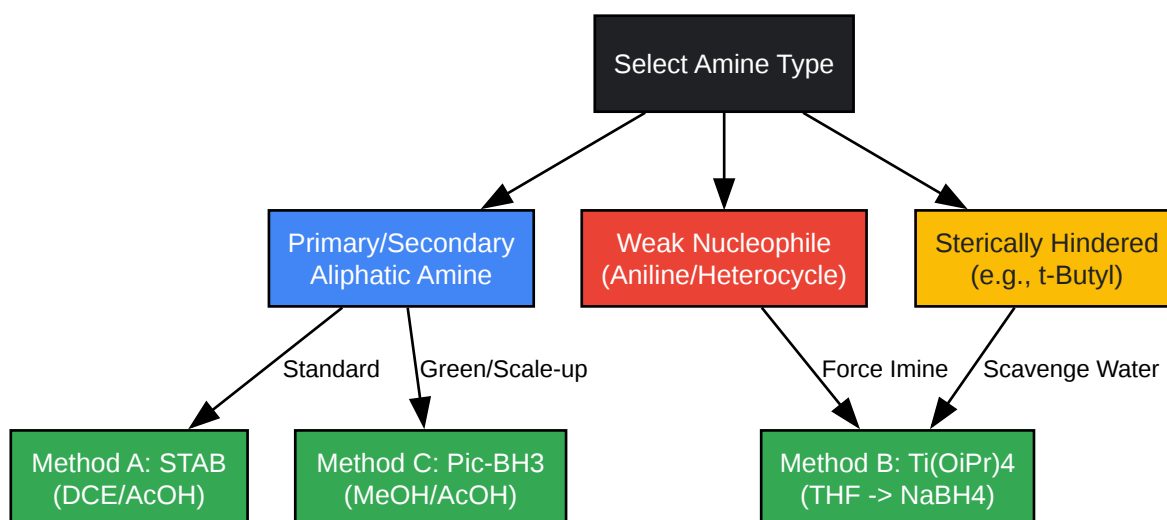 Select Amine Type
Primary/Secondary
Aliphatic Amine
Weak Nucleophile
(Aniline/Heterocycle)
Sterically Hindered
(e.g., t-Butyl)
Standard
Green/Scale-up
Force Imine
Scavenge Water
Method A: STAB
(DCE/AcOH)
Method C: Pic-BH3
(MeOH/AcOH)
Method B: Ti(OiPr)4
(THF -> NaBH4)